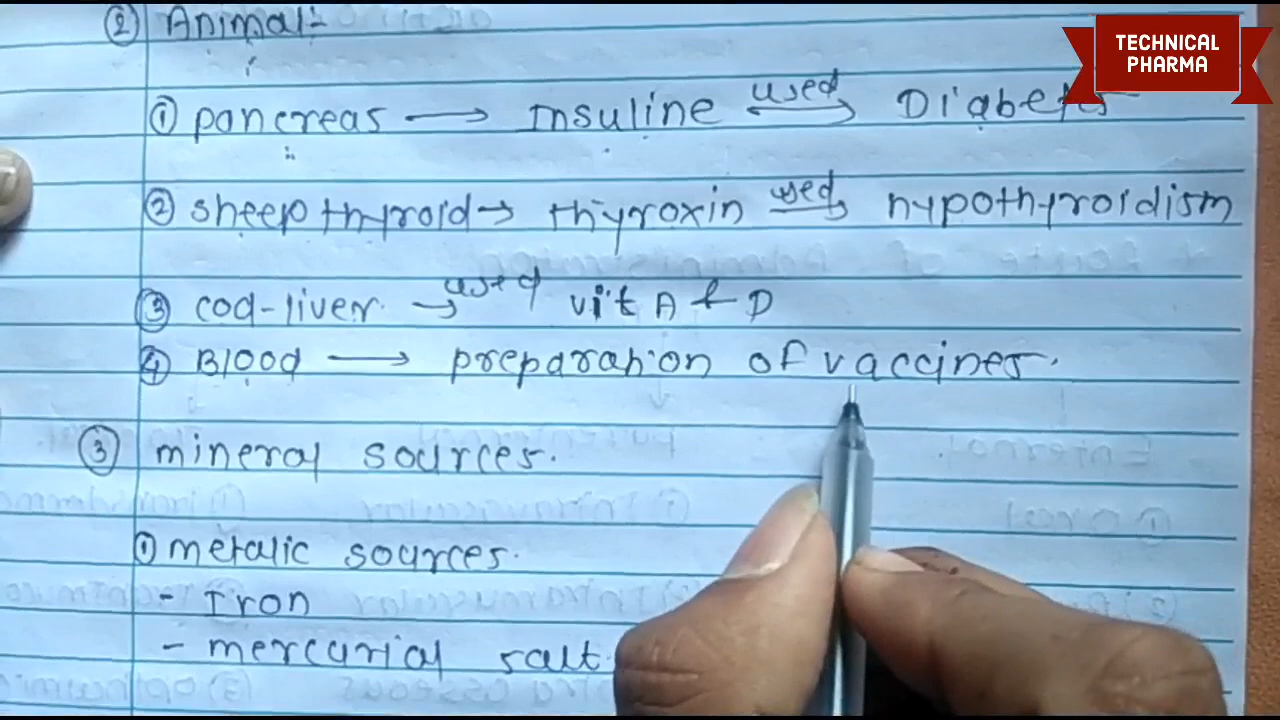 ② Animal:-
TECHNICAL
PHARMA
① pancreas → Insuline used → Diabetes
② sheep thyroid → thyroxin used → hypothyroidism
③ cod-liver → used vit A & D
④ Blood → preparation of vaccines.
③ mineral sources.
① metalic sources.
- Iron
- mercurial salt